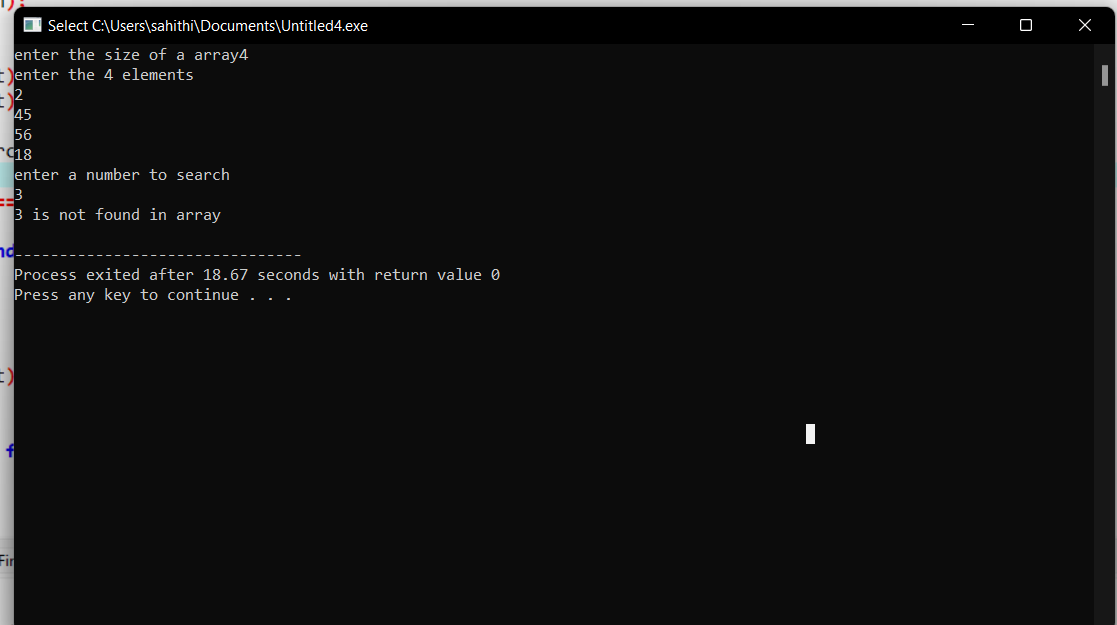 Select C:\Users\sahithi\Documents\Untitled4.exe
enter the size of a array4
enter the 4 elements
2
45
56
18
enter a number to search
3
3 is not found in array
--------------------------------
Process exited after 18.67 seconds with return value 0
Press any key to continue . . .